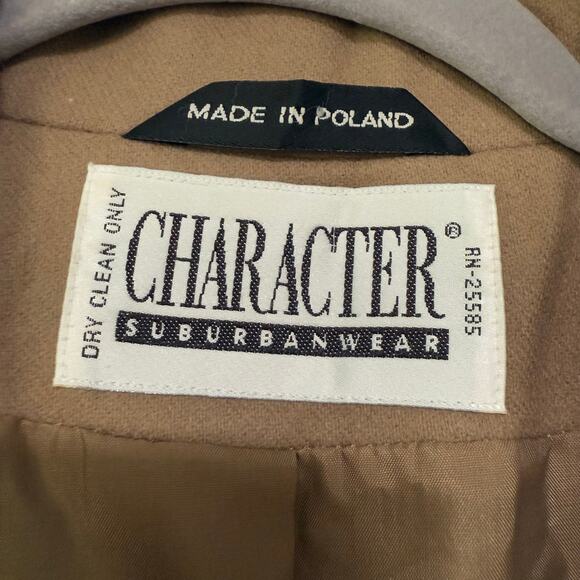 MADE IN POLAND
DRY CLEAN ONLY
CHARACTER®
SUBURBANWEAR
RN-25585